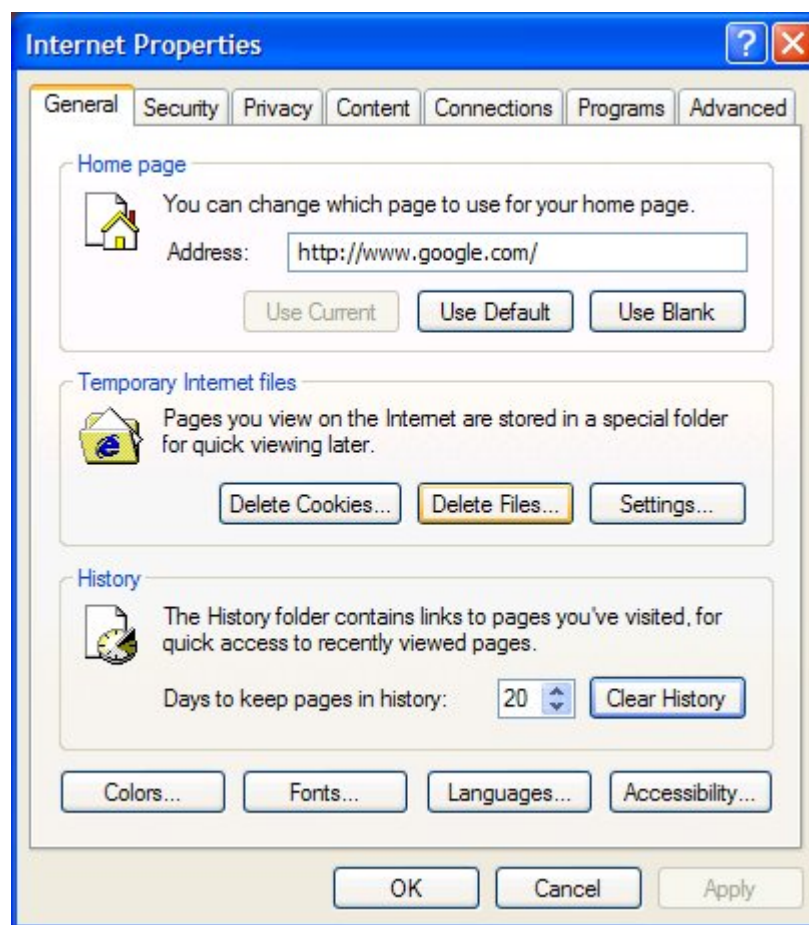 Internet Properties
General Security Privacy Content Connections Programs Advanced
Home page
You can change which page to use for your home page.
Address: http://www.google.com/
Use Current Use Default Use Blank
Temporary Internet files
Pages you view on the Internet are stored in a special folder
for quick viewing later.
Delete Cookies... Delete Files... Settings...
History
The History folder contains links to pages you've visited, for
quick access to recently viewed pages.
Days to keep pages in history: 20 Clear History
Colors... Fonts... Languages... Accessibility...
OK Cancel Apply